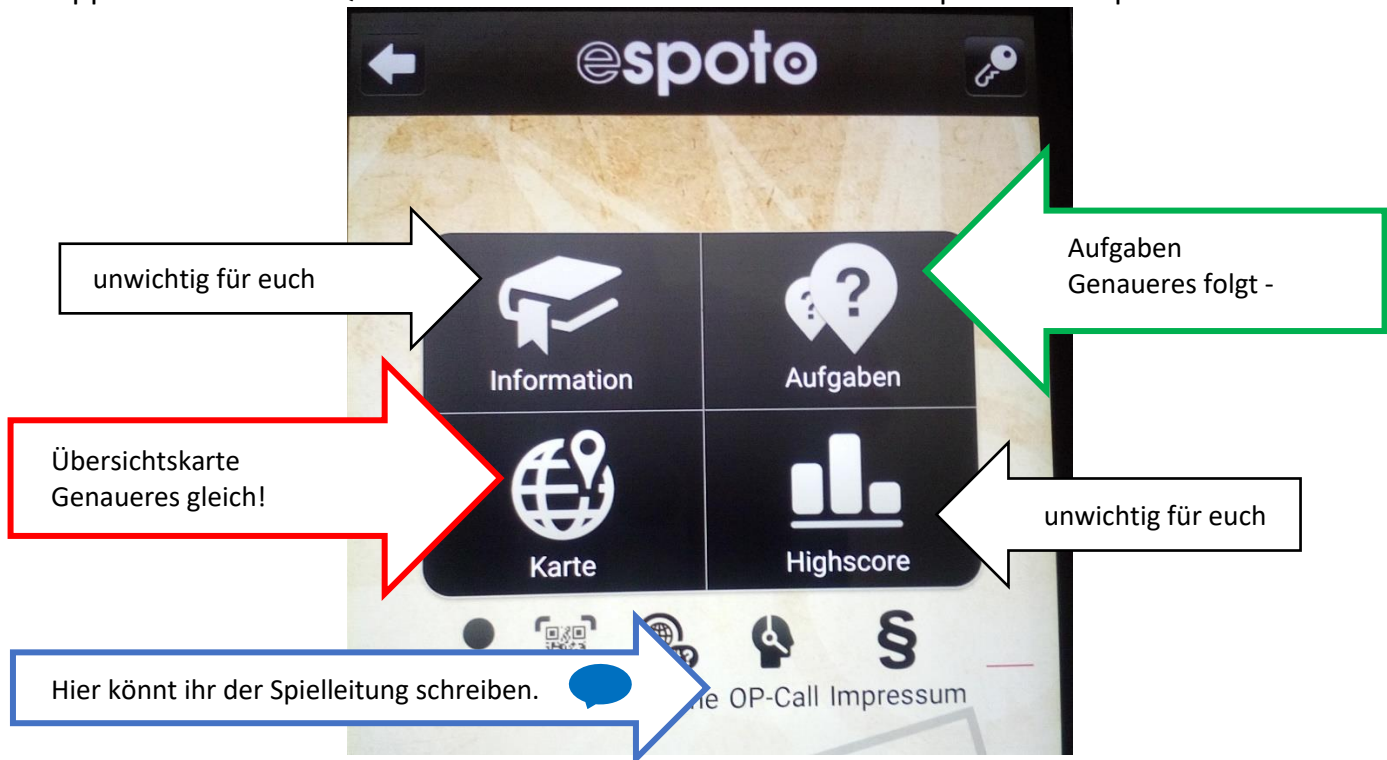 espoto
unwichtig für euch
Aufgaben
Genaueres folgt -
Information
Aufgaben
Übersichtskarte
Genaueres gleich!
unwichtig für euch
Karte
Highscore
Hier könnt ihr der Spielleitung schreiben.
OP-Call Impressum